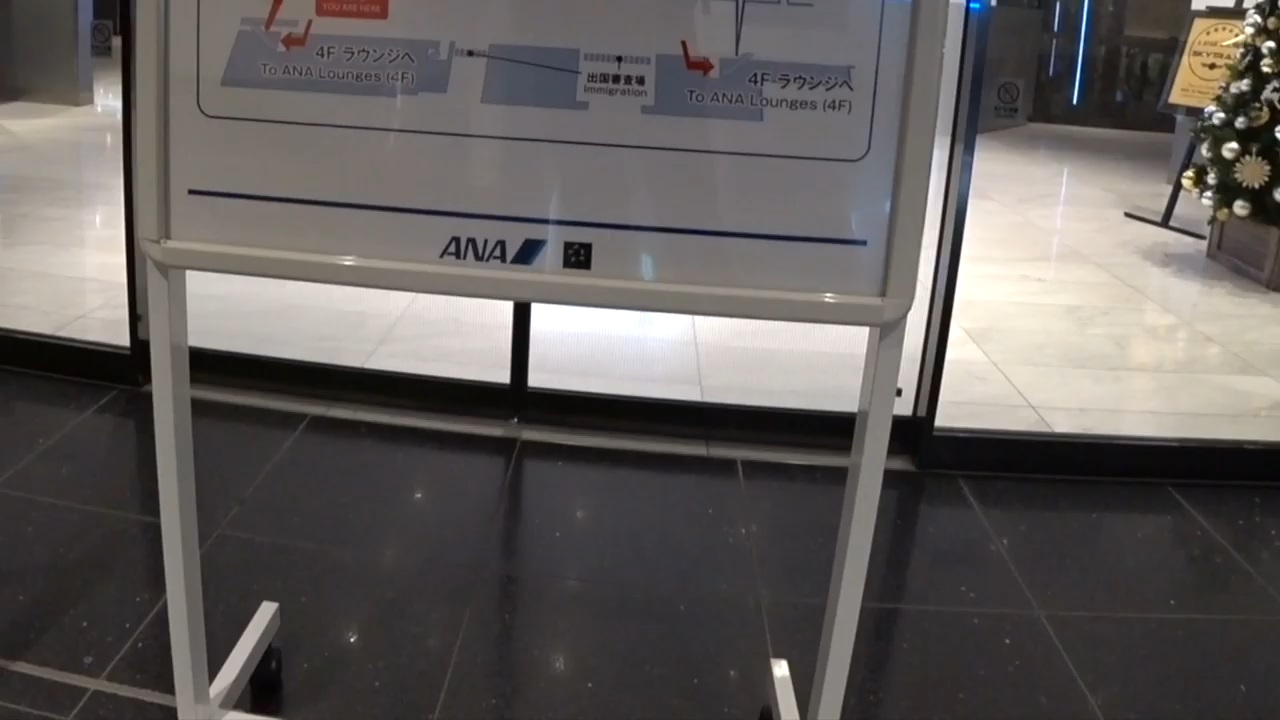 YOU ARE HERE
4F ラウンジへ
To ANA Lounges (4F)
出国審査場
Immigration
4F ラウンジへ
To ANA Lounges (4F)
ANA